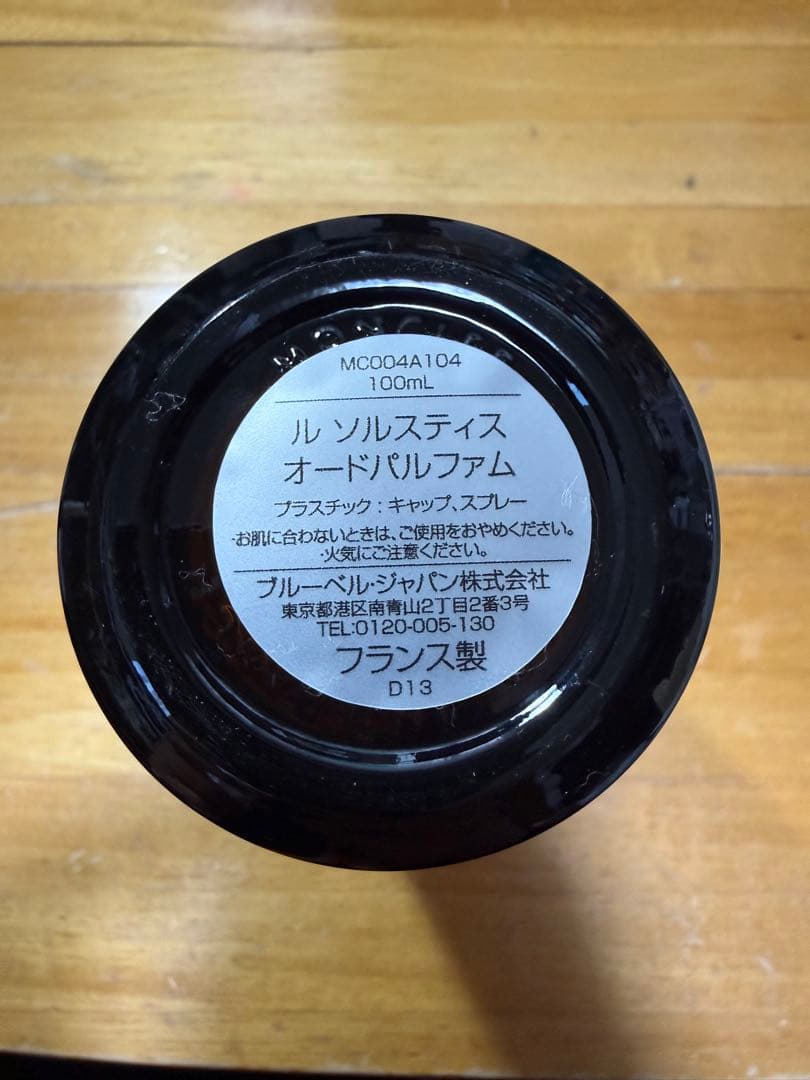 MONCLER
MC004A104
100mL
ル ソルスティス
オードパルファム
プラスチック : キャップ、スプレー
・お肌に合わないときは、ご使用をおやめください。
・火気にご注意ください。
ブルーベル・ジャパン株式会社
東京都港区南青山2丁目2番3号
TEL:0120-005-130
フランス製
D13